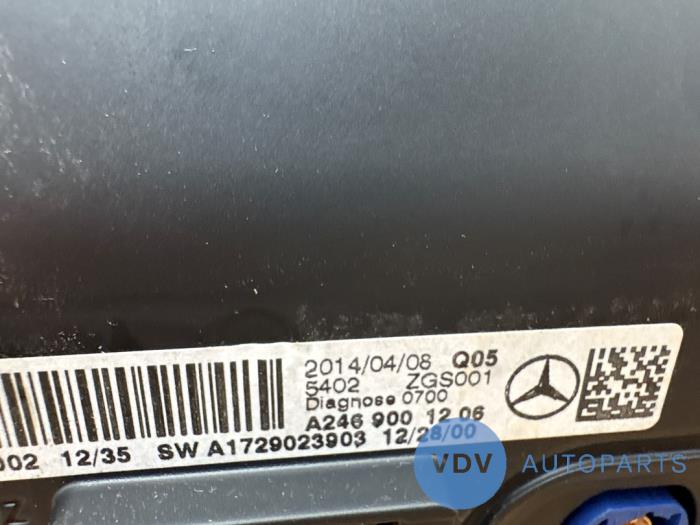 2014/04/08 Q05
5402 ZGS001
Diagnose 0700
A246 900 12 06
002 12/35 SW A1729023903 12/28/00
VDV AUTOPARTS